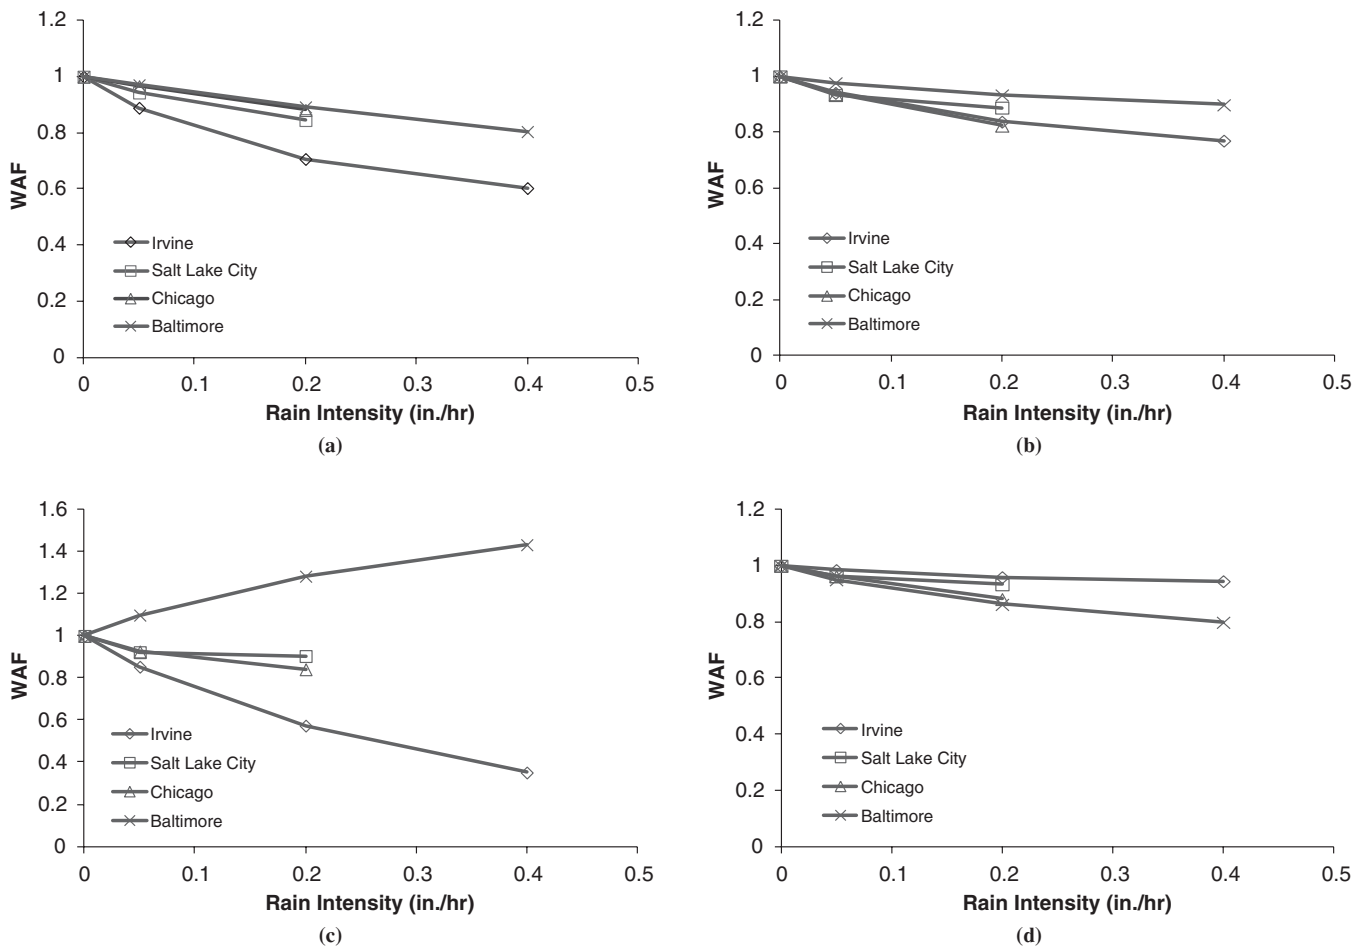 1.2
1
0.8
0.6
0.4
0.2
0
WAF
Irvine
Salt Lake City
Chicago
Baltimore
0 0.1 0.2 0.3 0.4 0.5
Rain Intensity (in./hr)
(a)
1.2
1
0.8
0.6
0.4
0.2
0
WAF
Irvine
Salt Lake City
Chicago
Baltimore
0 0.1 0.2 0.3 0.4 0.5
Rain Intensity (in./hr)
(b)
1.6
1.4
1.2
1
0.8
0.6
0.4
0.2
0
WAF
Irvine
Salt Lake City
Chicago
Baltimore
0 0.1 0.2 0.3 0.4 0.5
Rain Intensity (in./hr)
(c)
1.2
1
0.8
0.6
0.4
0.2
0
WAF
Irvine
Salt Lake City
Chicago
Baltimore
0 0.1 0.2 0.3 0.4 0.5
Rain Intensity (in./hr)
(d)